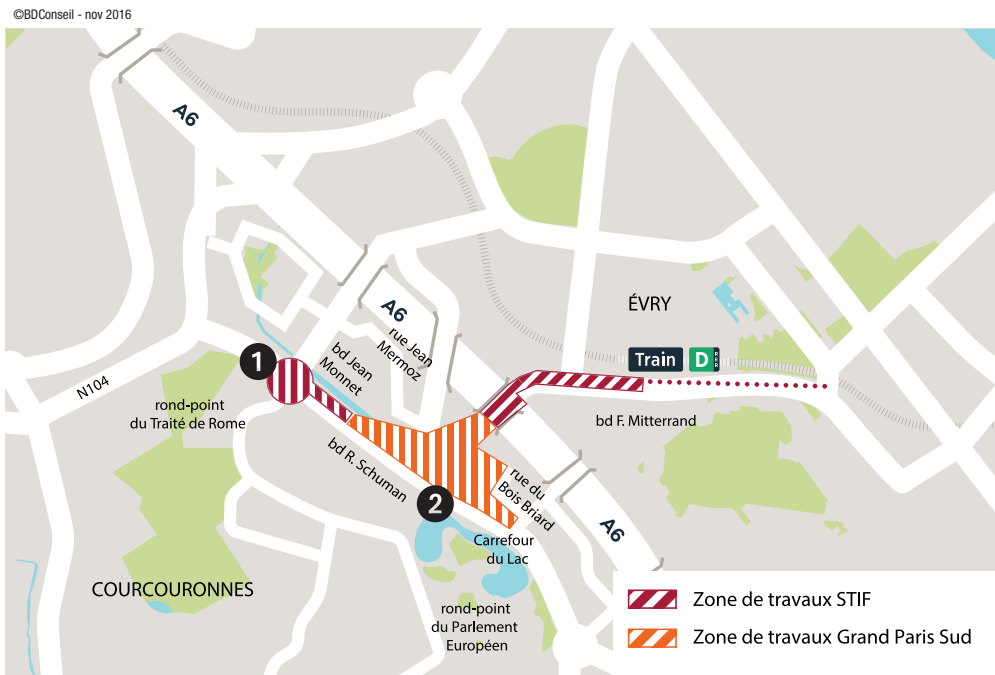 ©BDConseil - nov 2016
A6
A6
rue Jean
Mermoz
bd Jean
Monnet
ÉVRY
Train D RER
1
N104
rond-point
du Traité de Rome
bd F. Mitterrand
bd R. Schuman
rue du
Bois Briard
2
A6
Carrefour
du Lac
COURCOURONNES
rond-point
du Parlement
Européen
Zone de travaux STIF
Zone de travaux Grand Paris Sud